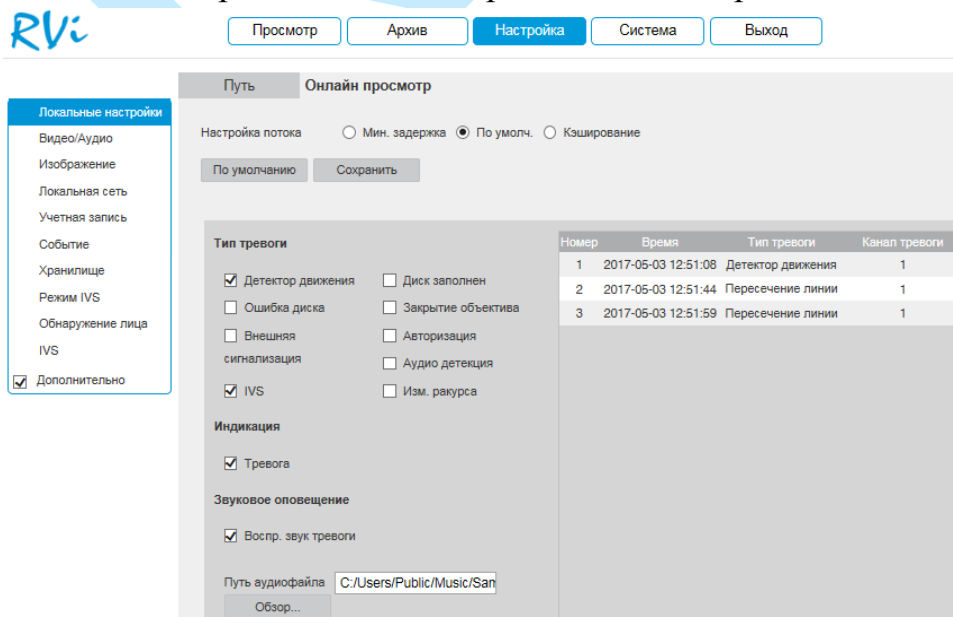 RVi
Просмотр Архив Настройка Система Выход
Путь Онлайн просмотр
Локальные настройки
Видео/Аудио
Изображение
Локальная сеть
Учетная запись
Событие
Хранилище
Режим IVS
Обнаружение лица
IVS
Дополнительно
Настройка потока Мин. задержка По умолч. Кэширование
По умолчанию Сохранить
Тип тревоги
Детектор движения Диск заполнен
Ошибка диска Закрытие объектива
Внешняя сигнализация Авторизация
Аудио детекция
IVS Изм. ракурса
Индикация
Тревога
Звуковое оповещение
Воспр. звук тревоги
Путь аудиофайла C:/Users/Public/Music/Sam
Обзор...
Номер Время Тип тревоги Канал тревоги
1 2017-05-03 12:51:08 Детектор движения 1
2 2017-05-03 12:51:44 Пересечение линии 1
3 2017-05-03 12:51:59 Пересечение линии 1